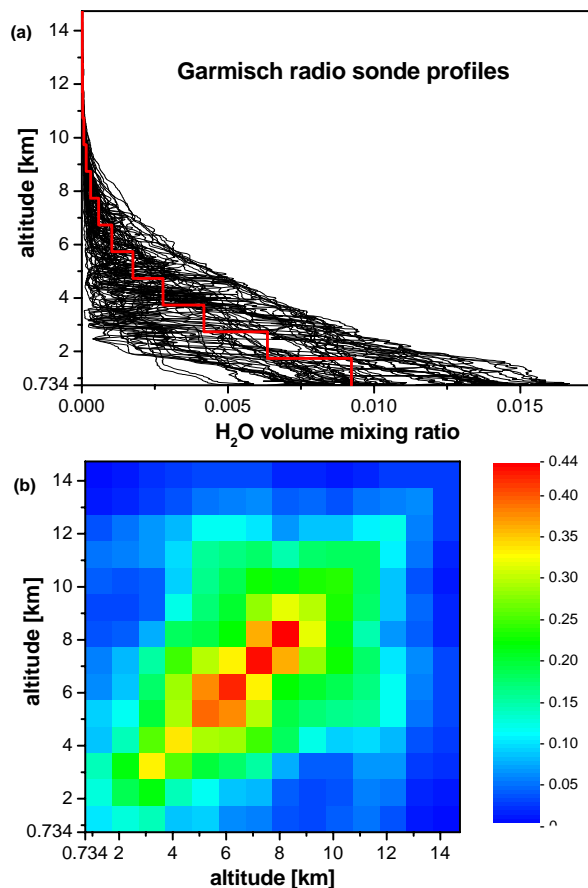 (a)
Garmisch radio sonde profiles
altitude [km]
14
12
10
8
6
4
2
0.734
0.000 0.005 0.010 0.015
H₂O volume mixing ratio
(b)
altitude [km]
14
12
10
8
6
4
2
0.734
0.734 2 4 6 8 10 12 14
altitude [km]
0.44
0.40
0.35
0.30
0.25
0.20
0.15
0.10
0.05
0